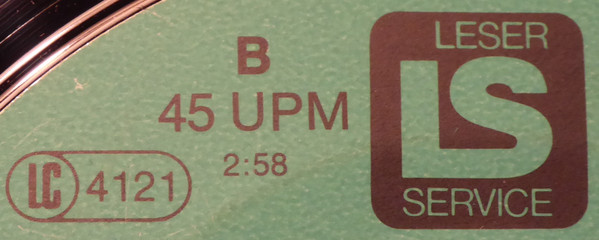 B
45 UPM
2:58
LC 4121
LESER
LS
SERVICE